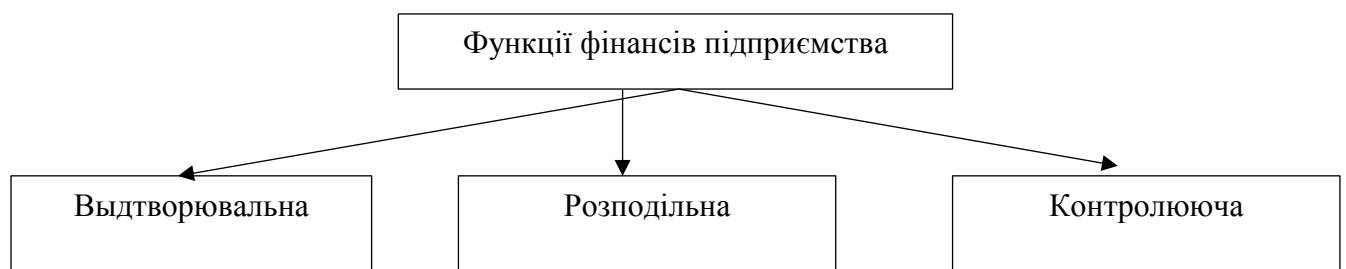 Функції фінансів підприємства
Выдтворювальна
Розподільна
Контролююча